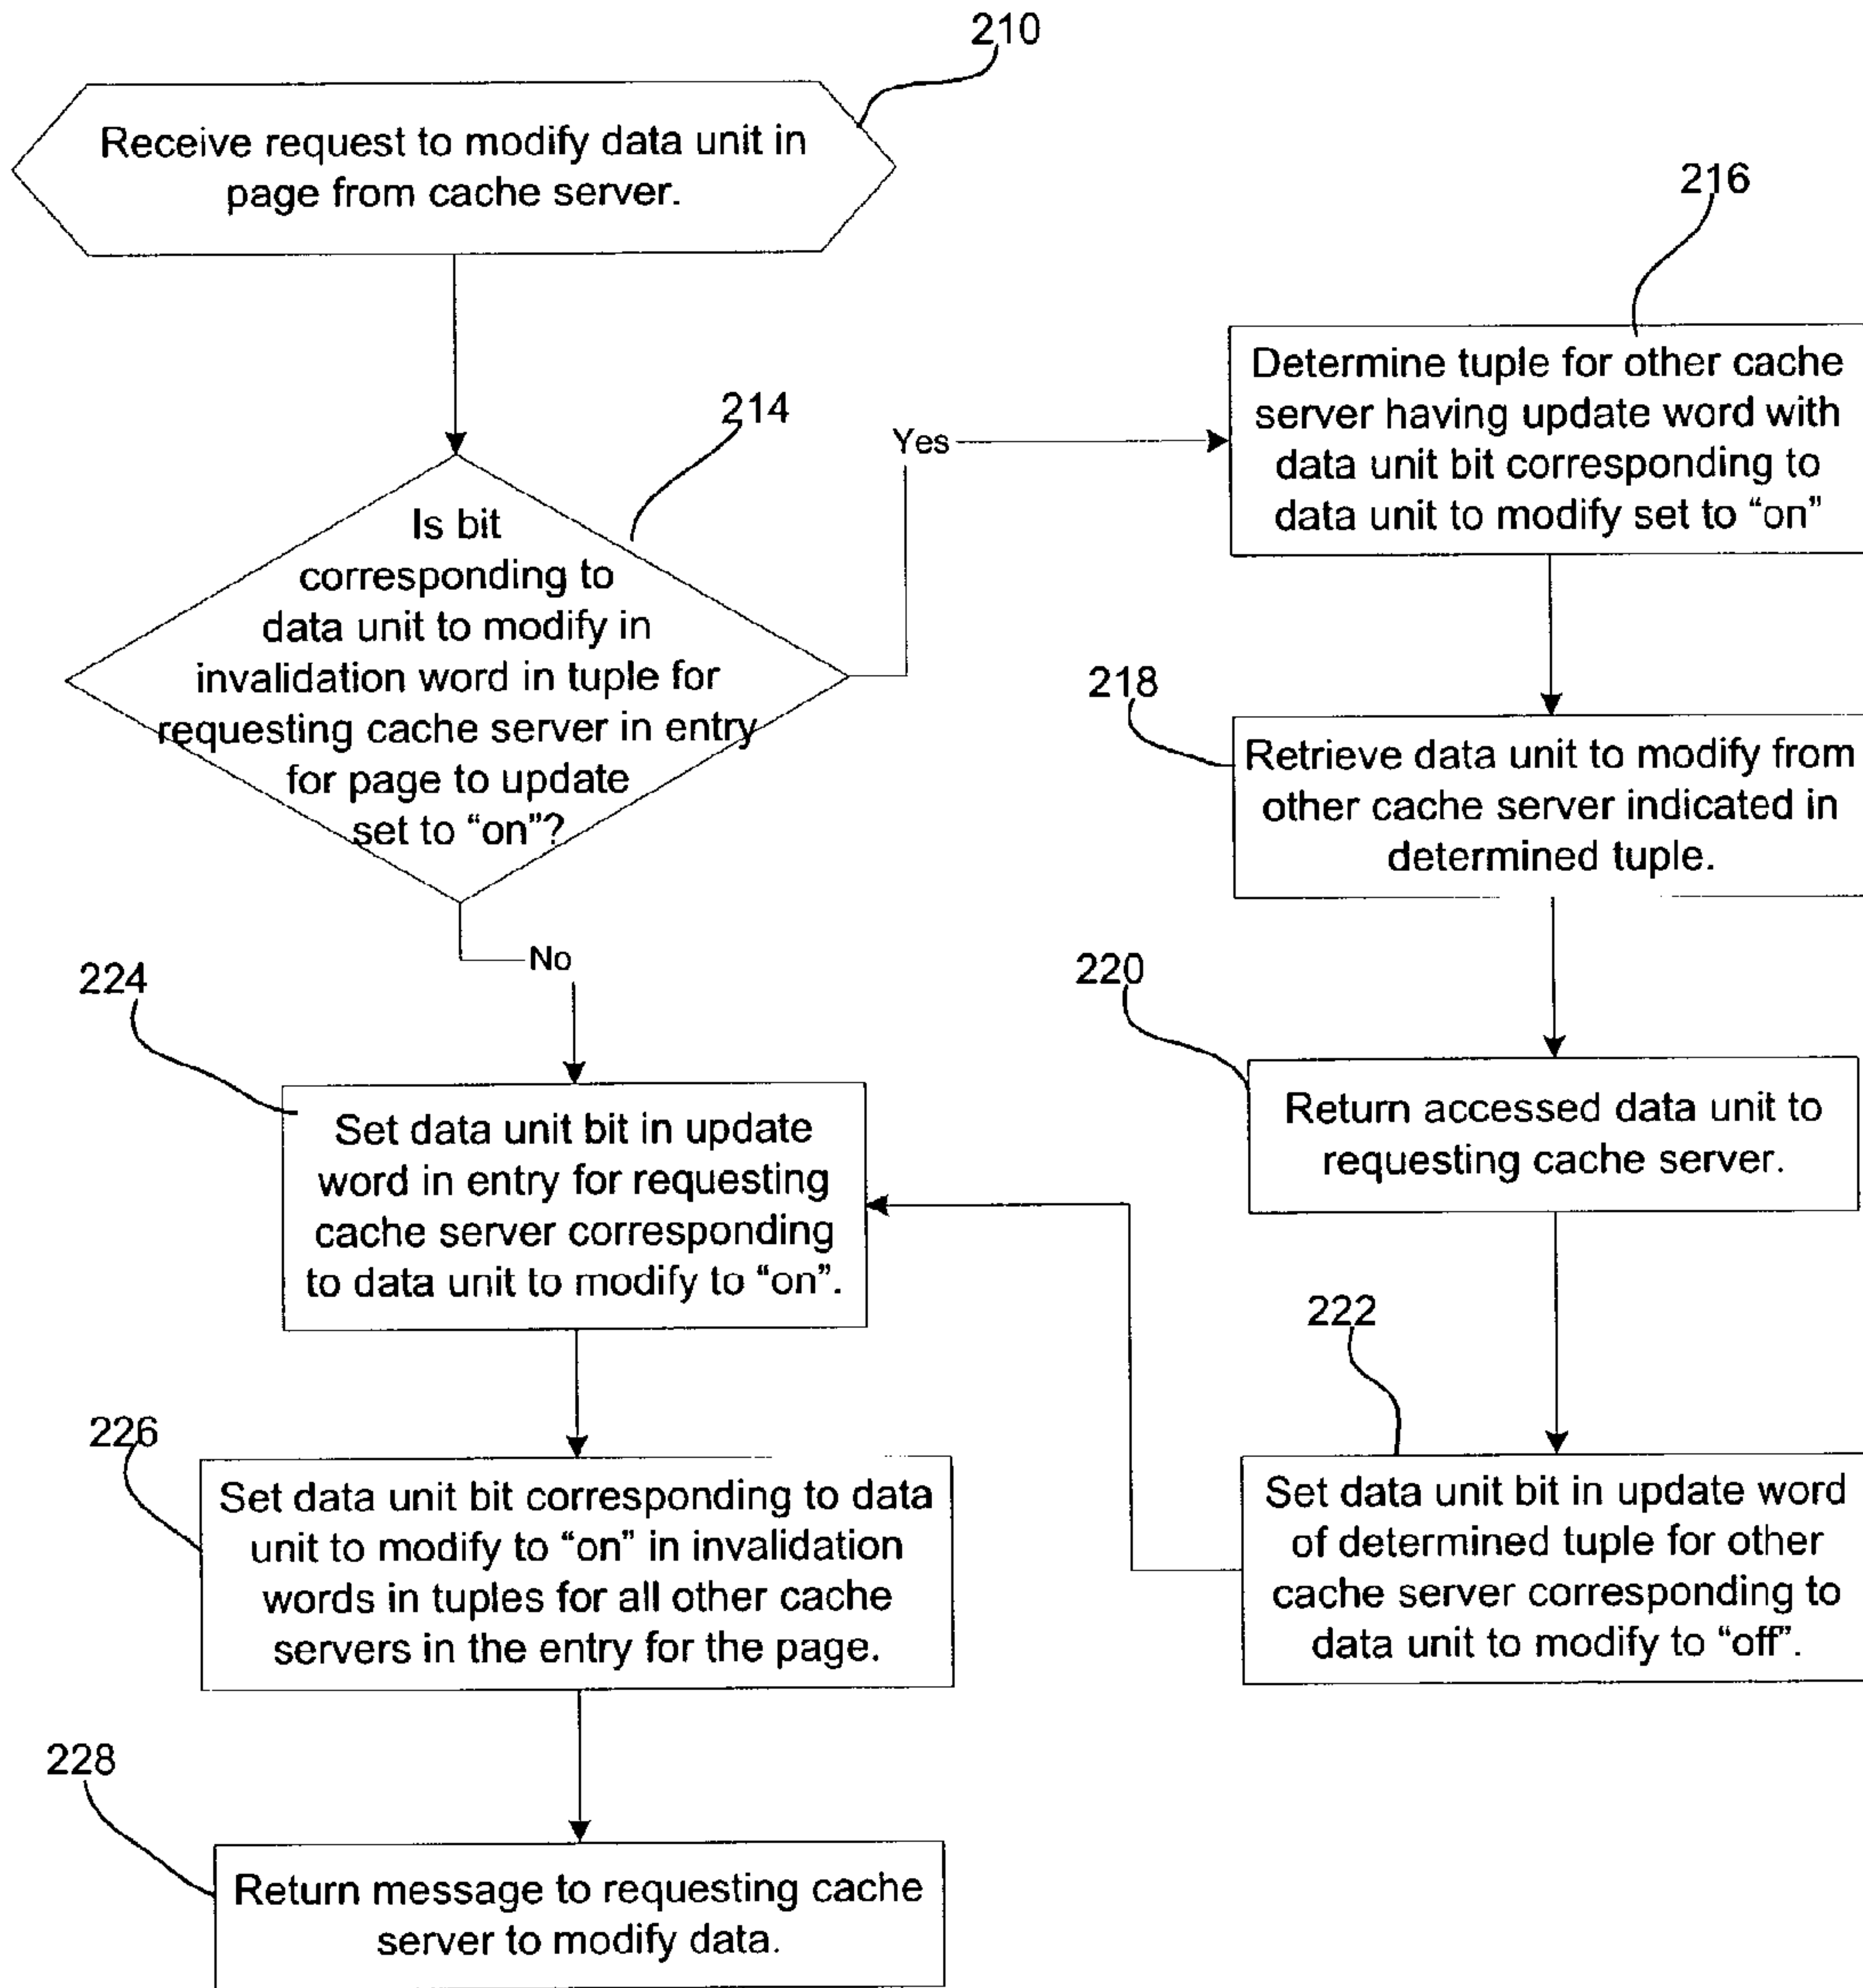 210
Receive request to modify data unit in
page from cache server.
216
Determine tuple for other cache
server having update word with
data unit bit corresponding to
data unit to modify set to “on”
214
Yes
Is bit
corresponding to
data unit to modify in
invalidation word in tuple for
requesting cache server in entry
for page to update
set to “on”?
218
Retrieve data unit to modify from
other cache server indicated in
determined tuple.
No
220
Return accessed data unit to
requesting cache server.
224
Set data unit bit in update
word in entry for requesting
cache server corresponding
to data unit to modify to “on”.
222
Set data unit bit in update word
of determined tuple for other
cache server corresponding to
data unit to modify to “off”.
226
Set data unit bit corresponding to data
unit to modify to “on” in invalidation
words in tuples for all other cache
servers in the entry for the page.
228
Return message to requesting cache
server to modify data.